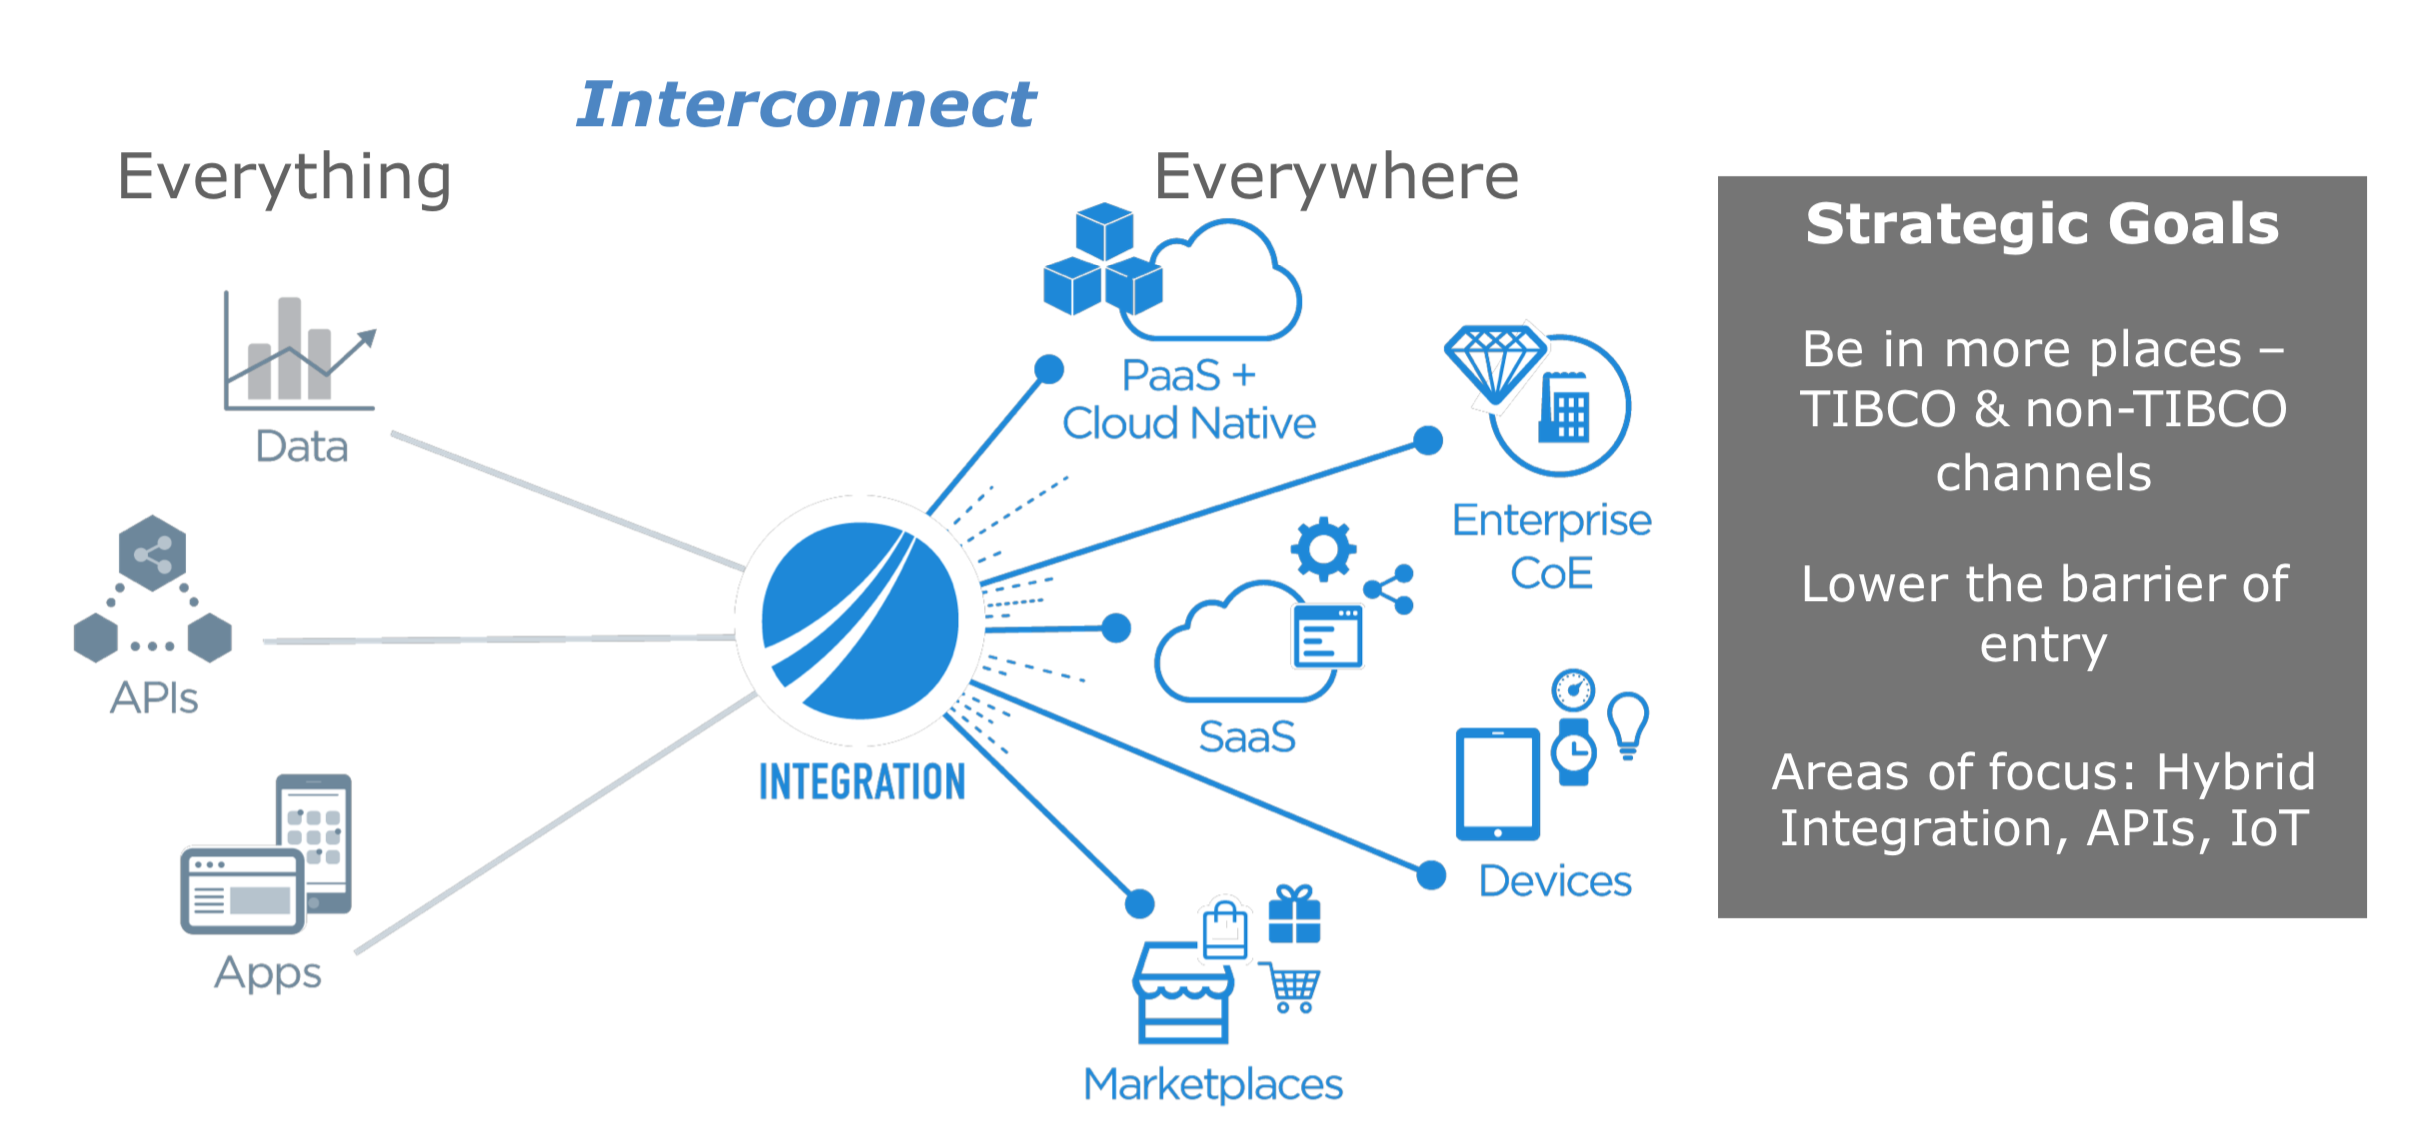 Interconnect
Everything
Everywhere
Data
APIs
Apps
INTEGRATION
PaaS +
Cloud Native
Enterprise
CoE
SaaS
Devices
Marketplaces
Strategic Goals
Be in more places –
TIBCO & non-TIBCO
channels
Lower the barrier of
entry
Areas of focus: Hybrid
Integration, APIs, IoT